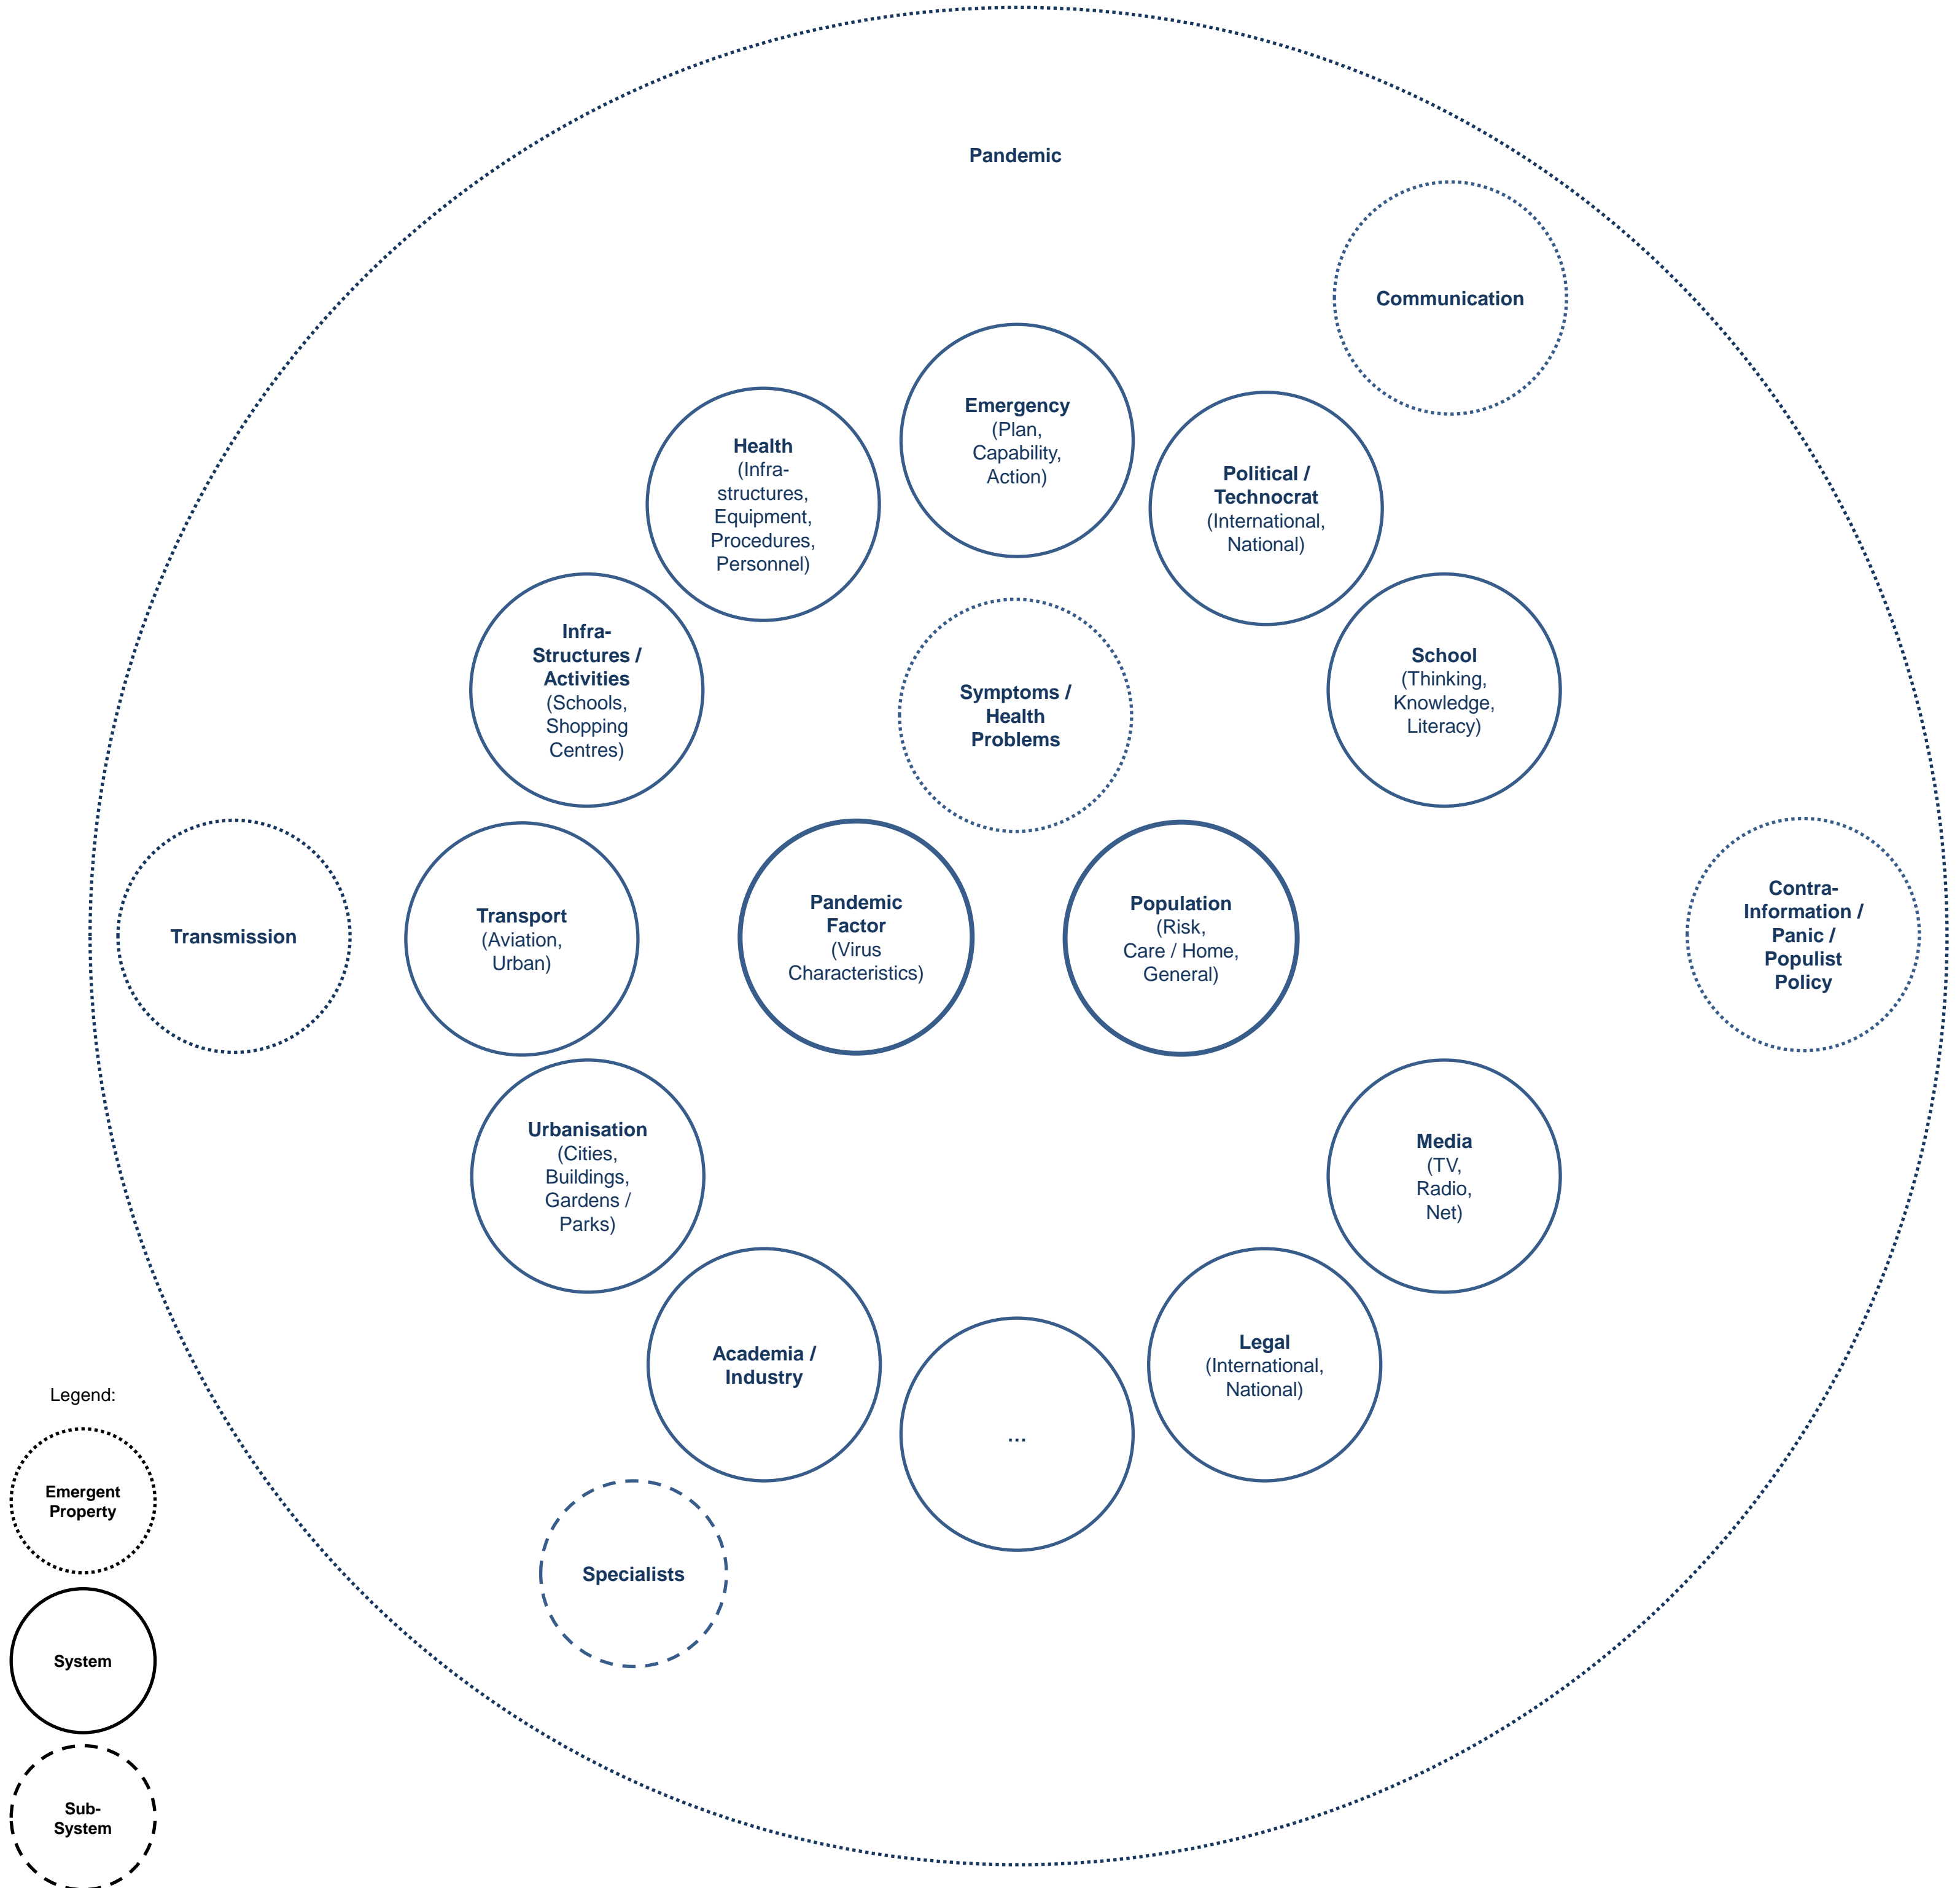 Pandemic
Communication
Emergency
(Plan,
Capability,
Action)
Health
(Infra-
structures,
Equipment,
Procedures,
Personnel)
Political /
Technocrat
(International,
National)
Infra-
Structures /
Activities
(Schools,
Shopping
Centres)
Symptoms /
Health
Problems
School
(Thinking,
Knowledge,
Literacy)
Transmission
Transport
(Aviation,
Urban)
Pandemic
Factor
(Virus
Characteristics)
Population
(Risk,
Care / Home,
General)
Contra-
Information /
Panic /
Populist
Policy
Urbanisation
(Cities,
Buildings,
Gardens /
Parks)
Media
(TV,
Radio,
Net)
Academia /
Industry
...
Legal
(International,
National)
Specialists
Legend:
Emergent
Property
System
Sub-
System